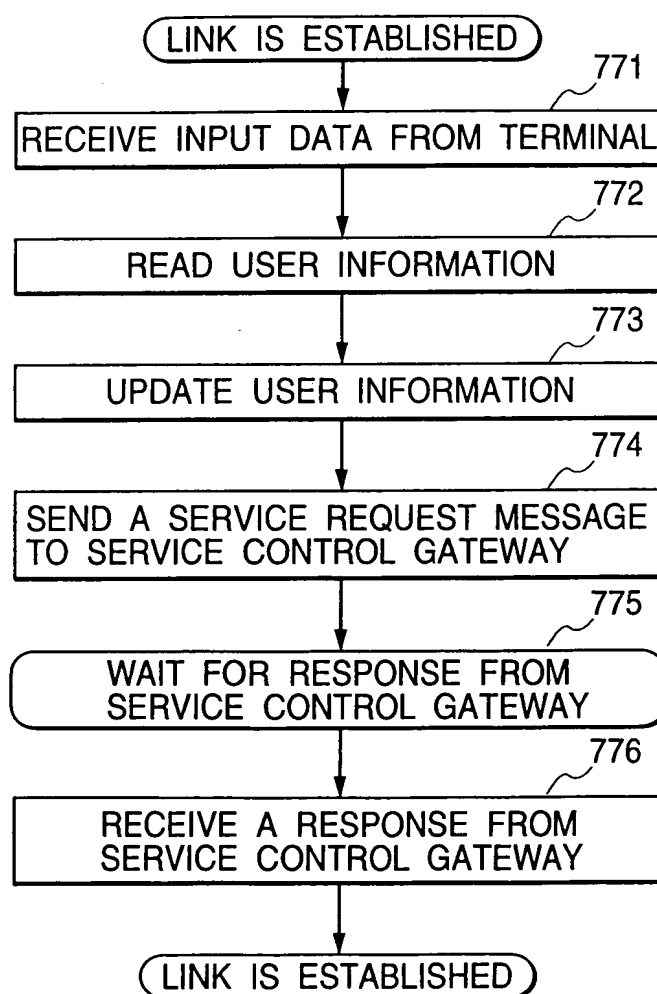 LINK IS ESTABLISHED
771
RECEIVE INPUT DATA FROM TERMINAL
772
READ USER INFORMATION
773
UPDATE USER INFORMATION
774
SEND A SERVICE REQUEST MESSAGE
TO SERVICE CONTROL GATEWAY
775
WAIT FOR RESPONSE FROM
SERVICE CONTROL GATEWAY
776
RECEIVE A RESPONSE FROM
SERVICE CONTROL GATEWAY
LINK IS ESTABLISHED